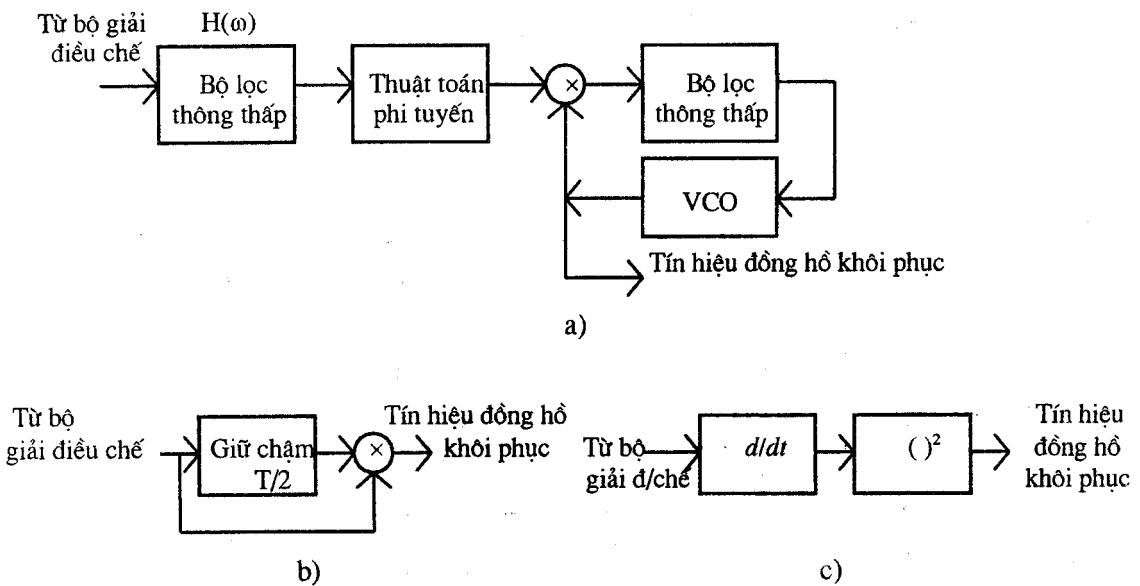 Từ bộ giải
điều chế
H(ω)
Bộ lọc
thông thấp
Thuật toán
phi tuyến
×
Bộ lọc
thông thấp
VCO
Tín hiệu đồng hồ khôi phục
a)
Từ bộ
giải điều chế
Giữ chậm
T/2
×
Tín hiệu đồng hồ
khôi phục
b)
Từ bộ
giải đ/chế
d/dt
( )²
Tín hiệu
đồng hồ
khôi phục
c)